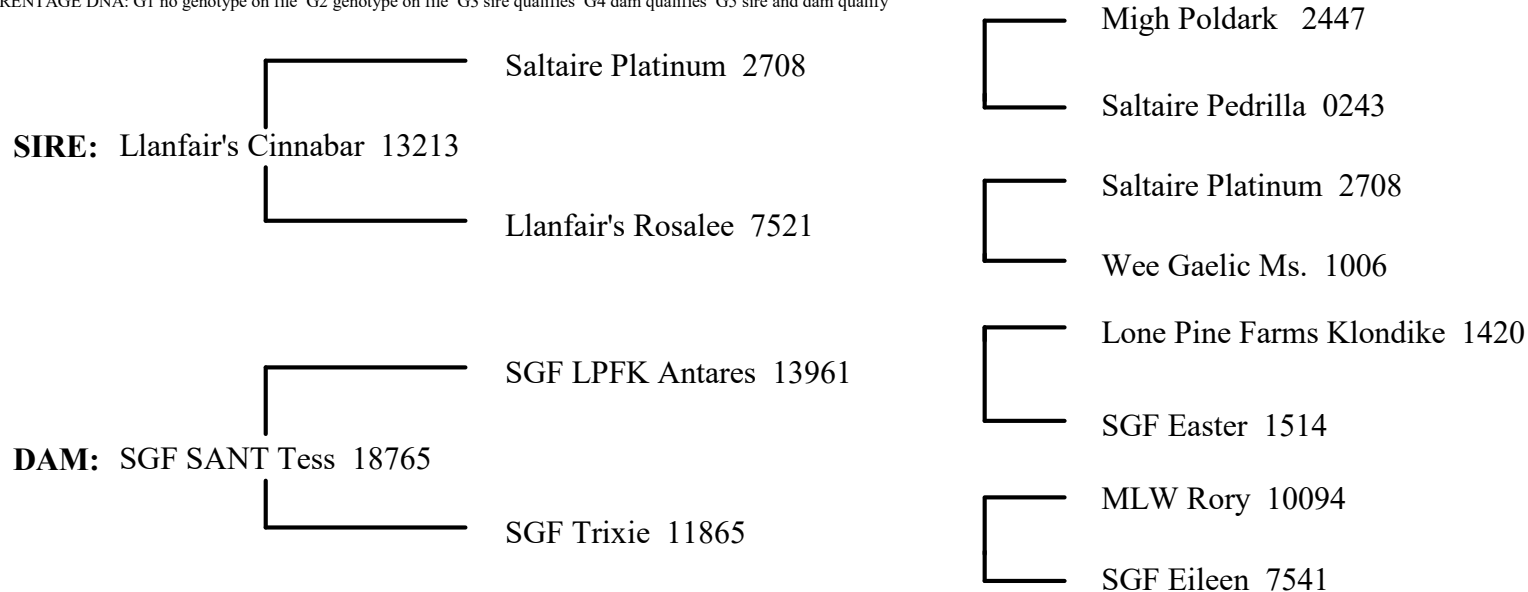 RENTAGE DNA: G1 no genotype on file G2 genotype on file G3 sire qualifies G4 dam qualifies G5 sire and dam qualify
Migh Poldark 2447
Saltaire Platinum 2708
Saltaire Pedrilla 0243
SIRE: Llanfair's Cinnabar 13213
Saltaire Platinum 2708
Llanfair's Rosalee 7521
Wee Gaelic Ms. 1006
Lone Pine Farms Klondike 1420
SGF LPFK Antares 13961
SGF Easter 1514
DAM: SGF SANT Tess 18765
MLW Rory 10094
SGF Trixie 11865
SGF Eileen 7541